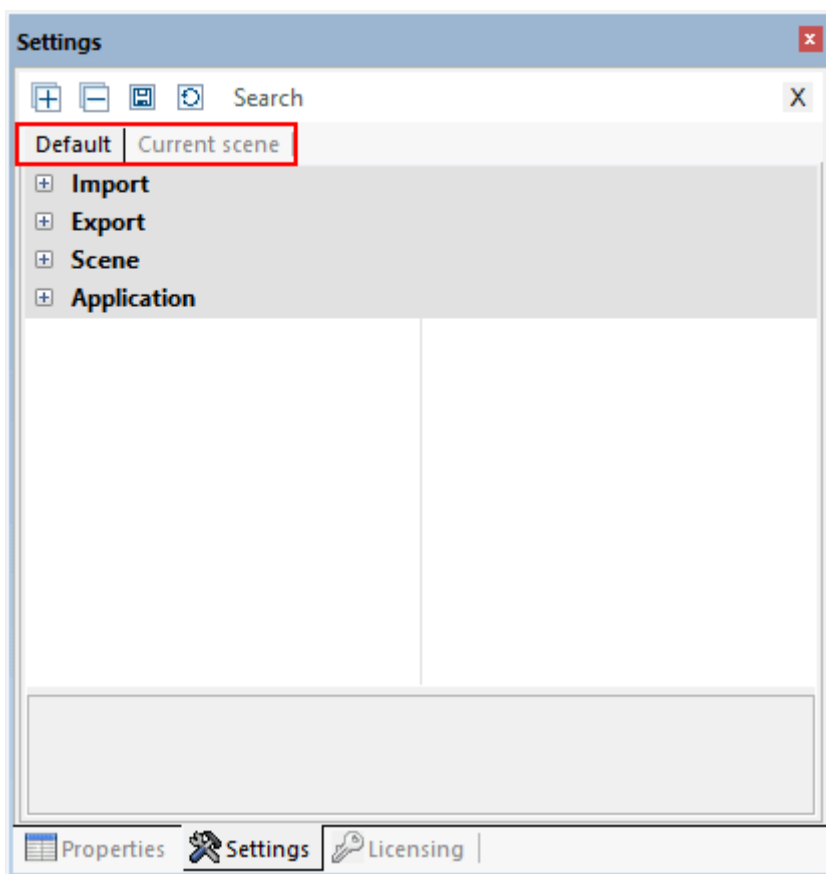 Settings
Search X
Default Current scene
Import
Export
Scene
Application
Properties Settings Licensing